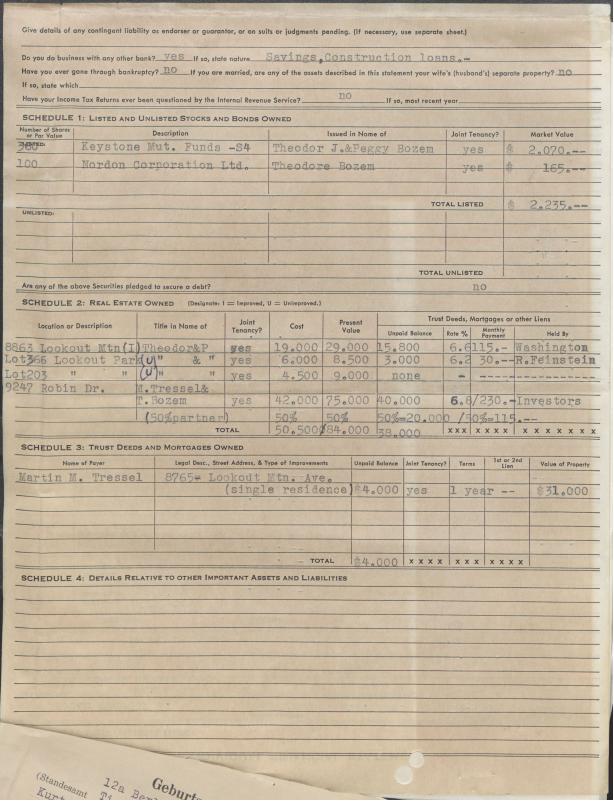 Give details of any contingent liability as endorser or guarantor, or on suits or judgments pending. (If necessary, use separate sheet.)
Do you do business with any other bank? yes If so, state nature Savings,Construction loans.-
Have you ever gone through bankruptcy? no If you are married, are any of the assets described in this statement your wife's (husband's) separate property? no
If so, state which
Have your Income Tax Returns ever been questioned by the Internal Revenue Service? no If so, most recent year
SCHEDULE 1: LISTED AND UNLISTED STOCKS AND BONDS OWNED
Number of Shares or Par Value Description Issued in Name of Joint Tenancy? Market Value
LISTED:
Keystone Mut. Funds -S4 Theodor J.&Peggy Bozem yes $ 2.070.--
100 Nordon Corporation Ltd. Theodore Bozem yes $ 165.--
TOTAL LISTED $ 2.235.--
UNLISTED:
TOTAL UNLISTED
Are any of the above Securities pledged to secure a debt? no
SCHEDULE 2: REAL ESTATE OWNED (Designate: I = Improved, U = Unimproved.)
Location or Description Title in Name of Joint Tenancy? Cost Present Value Trust Deeds, Mortgages or other Liens
Unpaid Balance Rate % Monthly Payment Held By
8863 Lookout Mtn(I) Theodor&P yes 19.000 29.000 15.800 6.6 115.- Washington
Lot366 Lookout Park(U) " & " yes 6.000 8.500 3.000 6.2 30.-- R.Feinstein
Lot203 " " (U) " yes 4.500 9.000 none - ----
9247 Robin Dr. M.Tressel&
T.Bozem yes 42.000 75.000 40.000 6.8/230.- Investors
(50%partner) 50% 50% 50%=20.000 /50%=115.--
TOTAL 50.500 84.000 38.000 xxx xxxx xxxxxxx
SCHEDULE 3: TRUST DEEDS AND MORTGAGES OWNED
Name of Payer Legal Desc., Street Address, & Type of Improvements Unpaid Balance Joint Tenancy? Terms 1st or 2nd Lien Value of Property
Martin M. Tressel 8765- Lookout Mtn. Ave.
(single residence) $4.000 yes 1 year -- $31.000
TOTAL $4.000 xxxx xxx xxxx
SCHEDULE 4: DETAILS RELATIVE TO OTHER IMPORTANT ASSETS AND LIABILITIES
Geburts
(Standesamt 12a Ber
Kurt